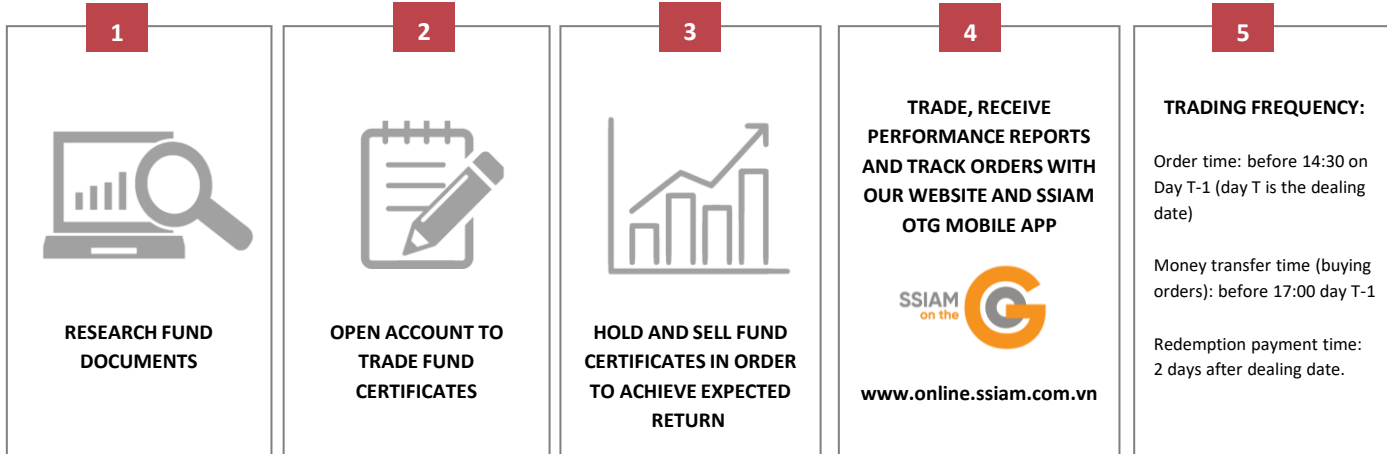 1
RESEARCH FUND
DOCUMENTS
2
OPEN ACCOUNT TO
TRADE FUND
CERTIFICATES
3
HOLD AND SELL FUND
CERTIFICATES IN ORDER
TO ACHIEVE EXPECTED
RETURN
4
TRADE, RECEIVE
PERFORMANCE REPORTS
AND TRACK ORDERS WITH
OUR WEBSITE AND SSIAM
OTG MOBILE APP
SSIAM
on the
G
www.online.ssiam.com.vn
5
TRADING FREQUENCY:
Order time: before 14:30 on
Day T-1 (day T is the dealing
date)
Money transfer time (buying
orders): before 17:00 day T-1
Redemption payment time:
2 days after dealing date.